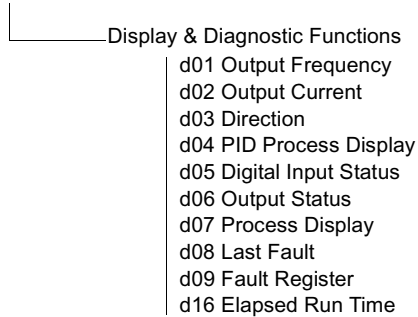 Display & Diagnostic Functions
d01 Output Frequency
d02 Output Current
d03 Direction
d04 PID Process Display
d05 Digital Input Status
d06 Output Status
d07 Process Display
d08 Last Fault
d09 Fault Register
d16 Elapsed Run Time